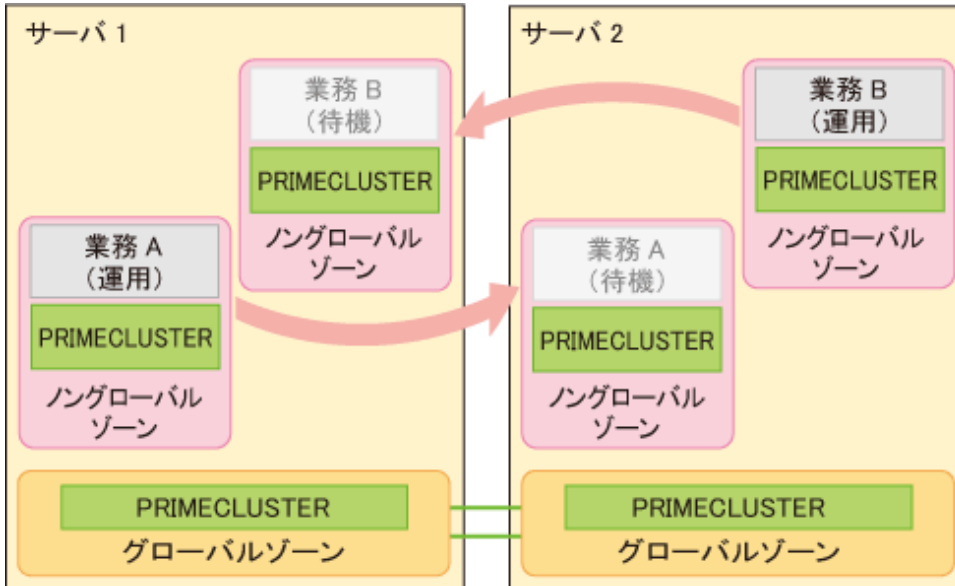 サーバ 1
業務 B
（待機）
PRIMECLUSTER
ノングローバル
ゾーン
業務 A
（運用）
PRIMECLUSTER
ノングローバル
ゾーン
PRIMECLUSTER
グローバルゾーン
サーバ 2
業務 B
（運用）
PRIMECLUSTER
ノングローバル
ゾーン
業務 A
（待機）
PRIMECLUSTER
ノングローバル
ゾーン
PRIMECLUSTER
グローバルゾーン